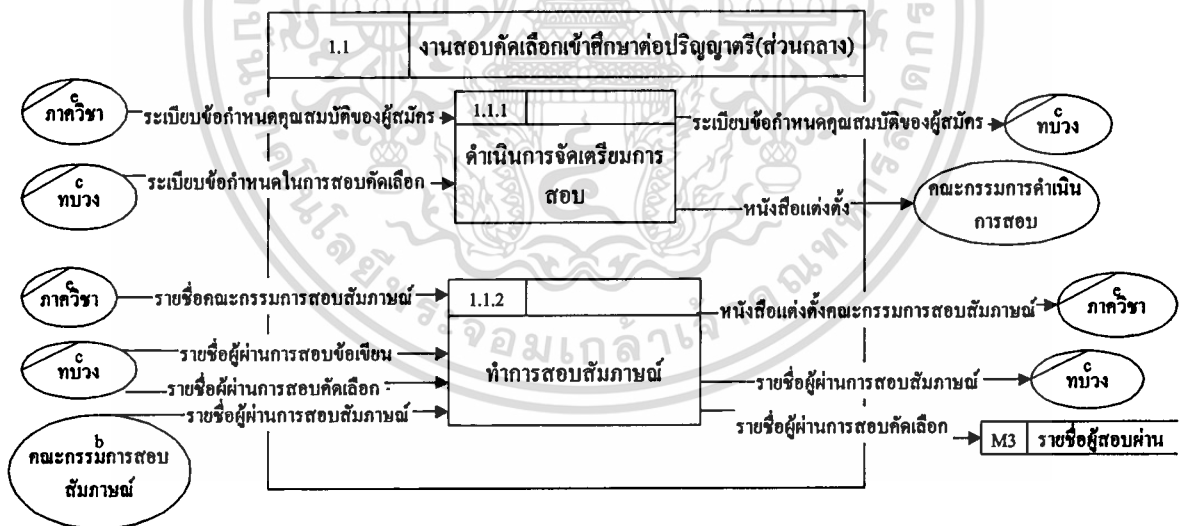 1.1 งานสอบคัดเลือกเข้าศึกษาต่อปริญญาตรี(ส่วนกลาง)
e
ภาควิชา
ระเบียบข้อกำหนดคุณสมบัติของผู้สมัคร
1.1.1
ระเบียบข้อกำหนดคุณสมบัติของผู้สมัคร
c
ทบวง
ดำเนินการจัดเตรียมการ
สอบ
c
ทบวง
ระเบียบข้อกำหนดในการสอบคัดเลือก
หนังสือแต่งตั้ง
คณะกรรมการดำเนิน
การสอบ
e
ภาควิชา
รายชื่อคณะกรรมการสอบสัมภาษณ์
1.1.2
หนังสือแต่งตั้งคณะกรรมการสอบสัมภาษณ์
e
ภาควิชา
c
ทบวง
รายชื่อผู้ผ่านการสอบข้อเขียน
ทำการสอบสัมภาษณ์
รายชื่อผู้ผ่านการสอบสัมภาษณ์
c
ทบวง
รายชื่อผู้ผ่านการสอบคัดเลือก
รายชื่อผู้ผ่านการสอบสัมภาษณ์
รายชื่อผู้ผ่านการสอบคัดเลือก
M3 รายชื่อผู้สอบผ่าน
b
คณะกรรมการสอบ
สัมภาษณ์